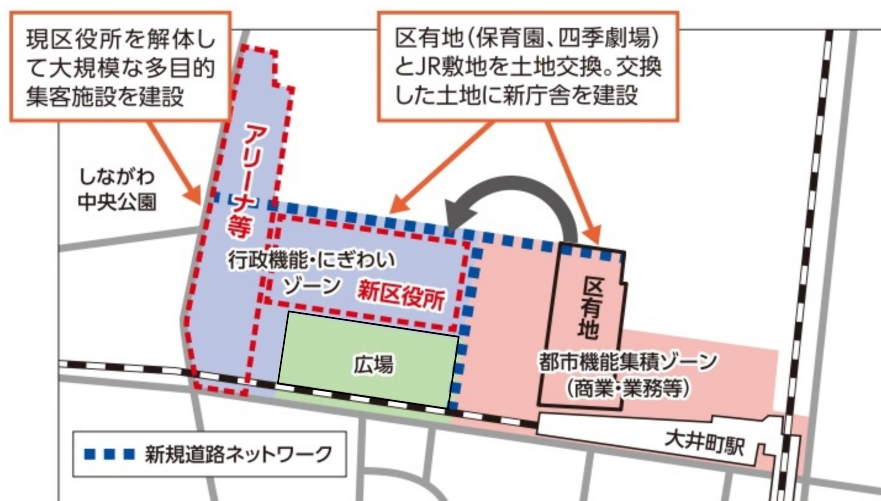 現区役所を解体し
て大規模な多目的
集客施設を建設
区有地(保育園、四季劇場)
とJR敷地を土地交換。交換
した土地に新庁舎を建設
しながわ
中央公園
アリーナ等
行政機能・にぎわい
ゾーン
新区役所
区有地
広場
都市機能集積ゾーン
(商業・業務等)
大井町駅
新規道路ネットワーク